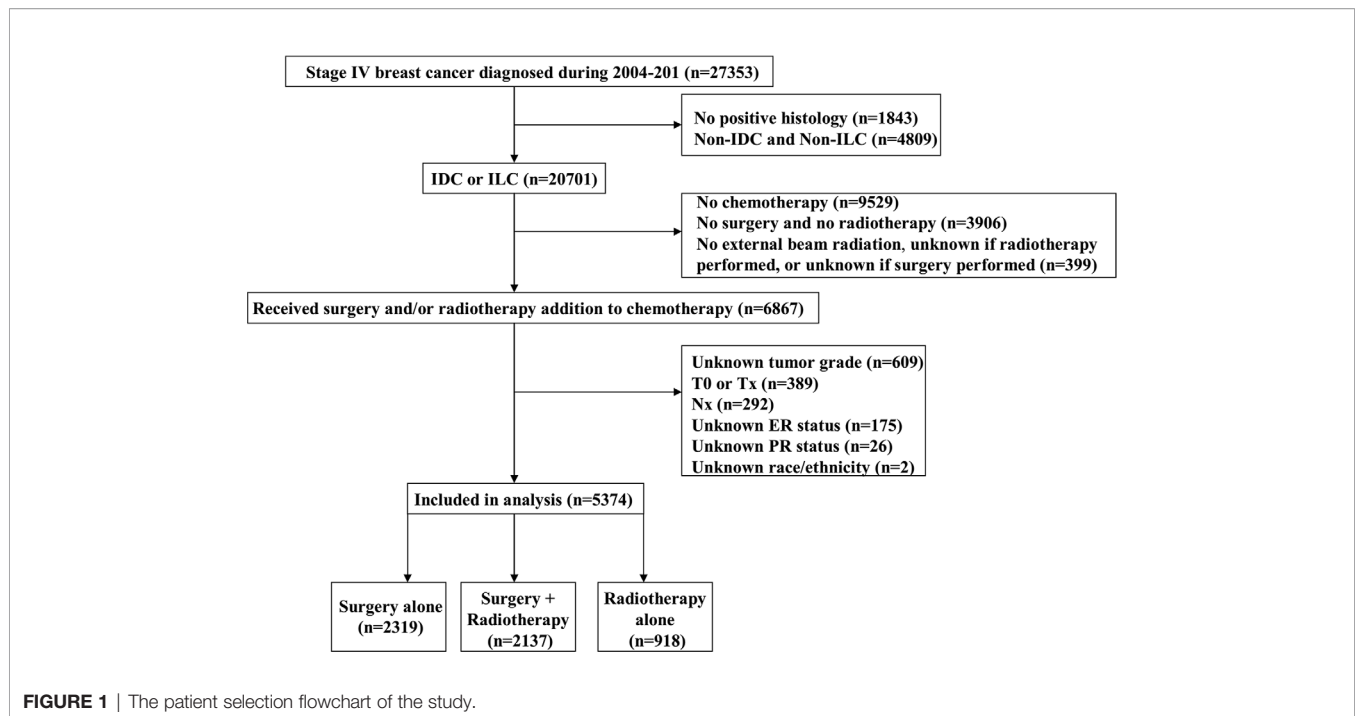 Stage IV breast cancer diagnosed during 2004-201 (n=27353)
No positive histology (n=1843)
Non-IDC and Non-ILC (n=4809)
IDC or ILC (n=20701)
No chemotherapy (n=9529)
No surgery and no radiotherapy (n=3906)
No external beam radiation, unknown if radiotherapy
performed, or unknown if surgery performed (n=399)
Received surgery and/or radiotherapy addition to chemotherapy (n=6867)
Unknown tumor grade (n=609)
T0 or Tx (n=389)
Nx (n=292)
Unknown ER status (n=175)
Unknown PR status (n=26)
Unknown race/ethnicity (n=2)
Included in analysis (n=5374)
Surgery alone
(n=2319)
Surgery +
Radiotherapy
(n=2137)
Radiotherapy
alone
(n=918)
FIGURE 1 | The patient selection flowchart of the study.